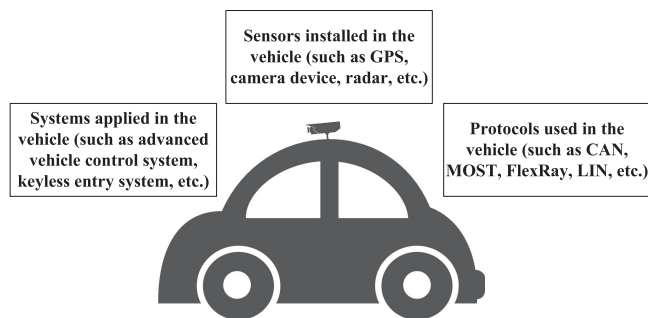 Sensors installed in the
vehicle (such as GPS,
camera device, radar, etc.)
Systems applied in the
vehicle (such as advanced
vehicle control system,
keyless entry system, etc.)
Protocols used in the
vehicle (such as CAN,
MOST, FlexRay, LIN, etc.)